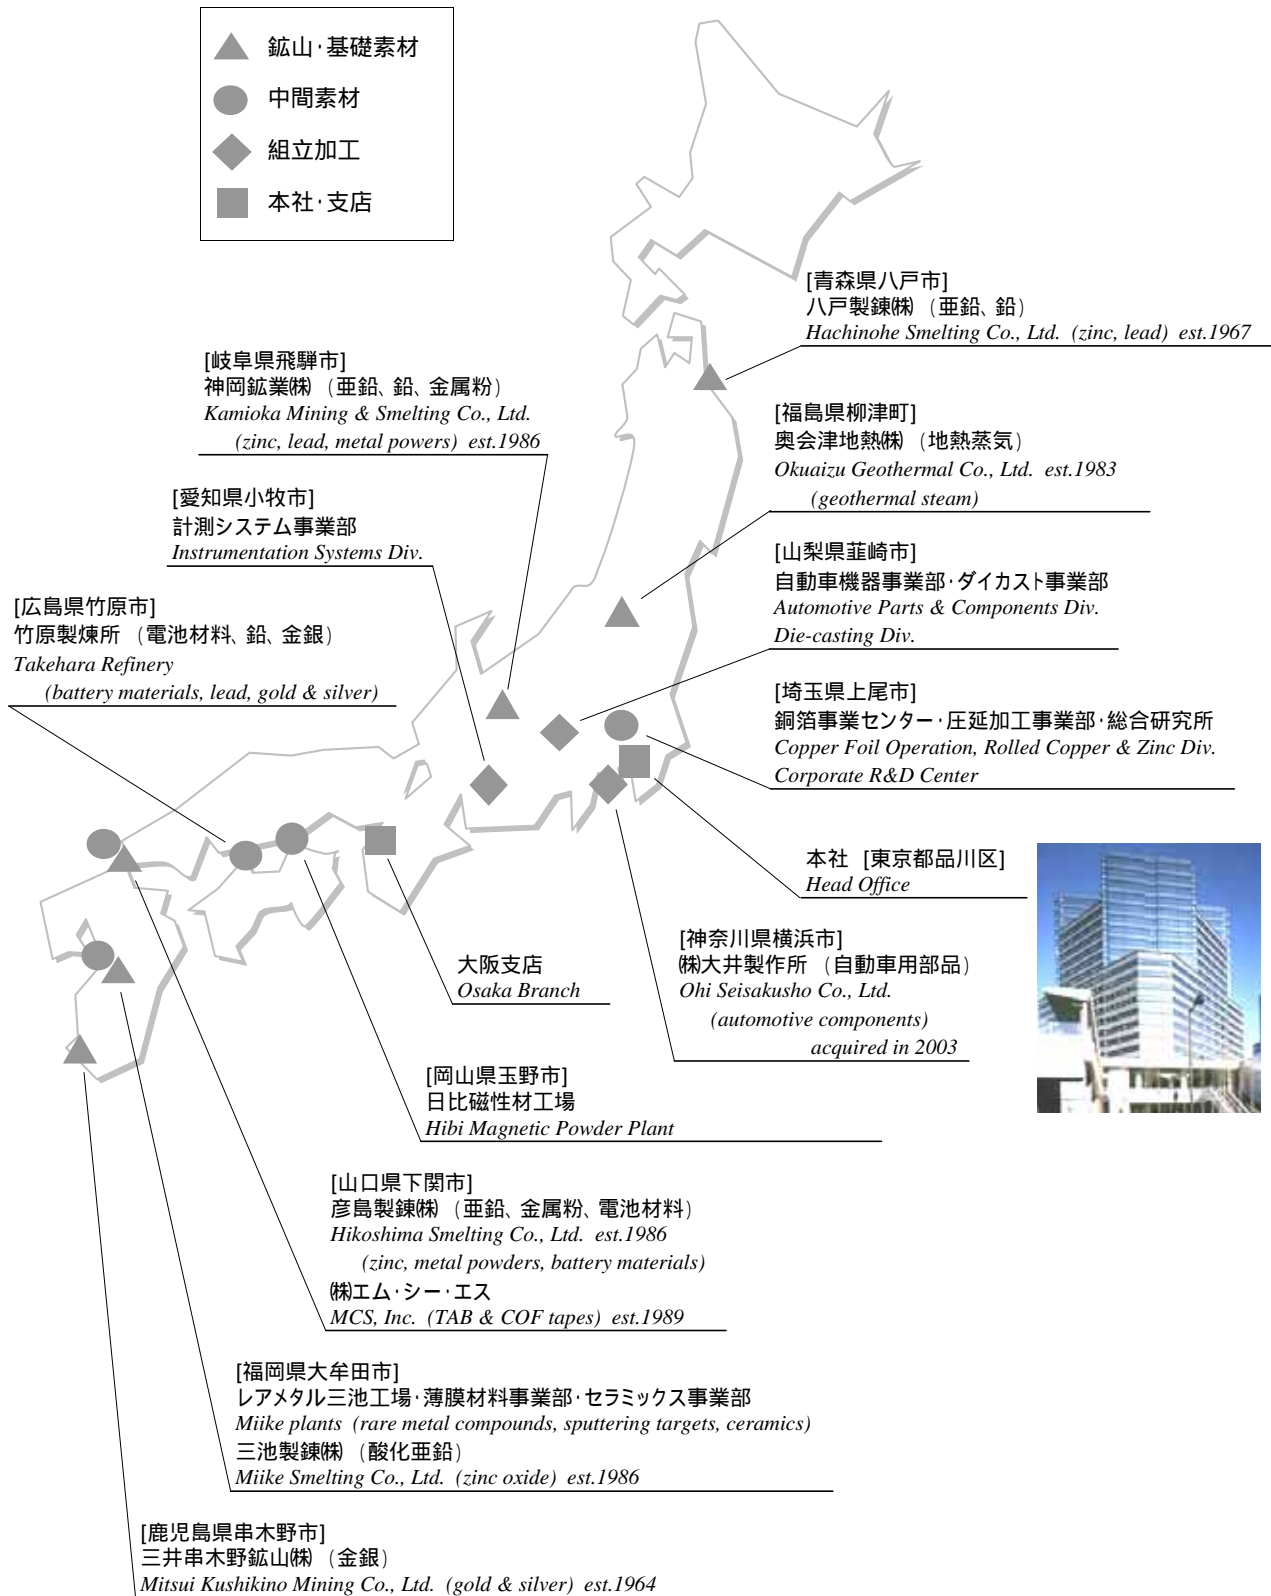 鉱山･基礎素材
中間素材
組立加工
本社･支店
[青森県八戸市]
八戸製錬㈱ （亜鉛、鉛）
Hachinohe Smelting Co., Ltd. (zinc, lead) est.1967
[岐阜県飛騨市]
神岡鉱業㈱ （亜鉛、鉛、金属粉）
Kamioka Mining & Smelting Co., Ltd.
(zinc, lead, metal powers) est.1986
[福島県柳津町]
奥会津地熱㈱ （地熱蒸気）
Okuaizu Geothermal Co., Ltd. est.1983
(geothermal steam)
[愛知県小牧市]
計測システム事業部
Instrumentation Systems Div.
[山梨県韮崎市]
自動車機器事業部･ダイカスト事業部
Automotive Parts & Components Div.
Die-casting Div.
[広島県竹原市]
竹原製煉所 （電池材料、鉛、金銀）
Takehara Refinery
(battery materials, lead, gold & silver)
[埼玉県上尾市]
銅箔事業センター･圧延加工事業部･総合研究所
Copper Foil Operation, Rolled Copper & Zinc Div.
Corporate R&D Center
本社 [東京都品川区]
Head Office
[神奈川県横浜市]
㈱大井製作所 （自動車用部品）
Ohi Seisakusho Co., Ltd.
(automotive components)
acquired in 2003
大阪支店
Osaka Branch
[岡山県玉野市]
日比磁性材工場
Hibi Magnetic Powder Plant
[山口県下関市]
彦島製錬㈱ （亜鉛、金属粉、電池材料）
Hikoshima Smelting Co., Ltd. est.1986
(zinc, metal powders, battery materials)
㈱エム･シー･エス
MCS, Inc. (TAB & COF tapes) est.1989
[福岡県大牟田市]
レアメタル三池工場･薄膜材料事業部･セラミックス事業部
Miike plants (rare metal compounds, sputtering targets, ceramics)
三池製錬㈱ （酸化亜鉛）
Miike Smelting Co., Ltd. (zinc oxide) est.1986
[鹿児島県串木野市]
三井串木野鉱山㈱ （金銀）
Mitsui Kushikino Mining Co., Ltd. (gold & silver) est.1964